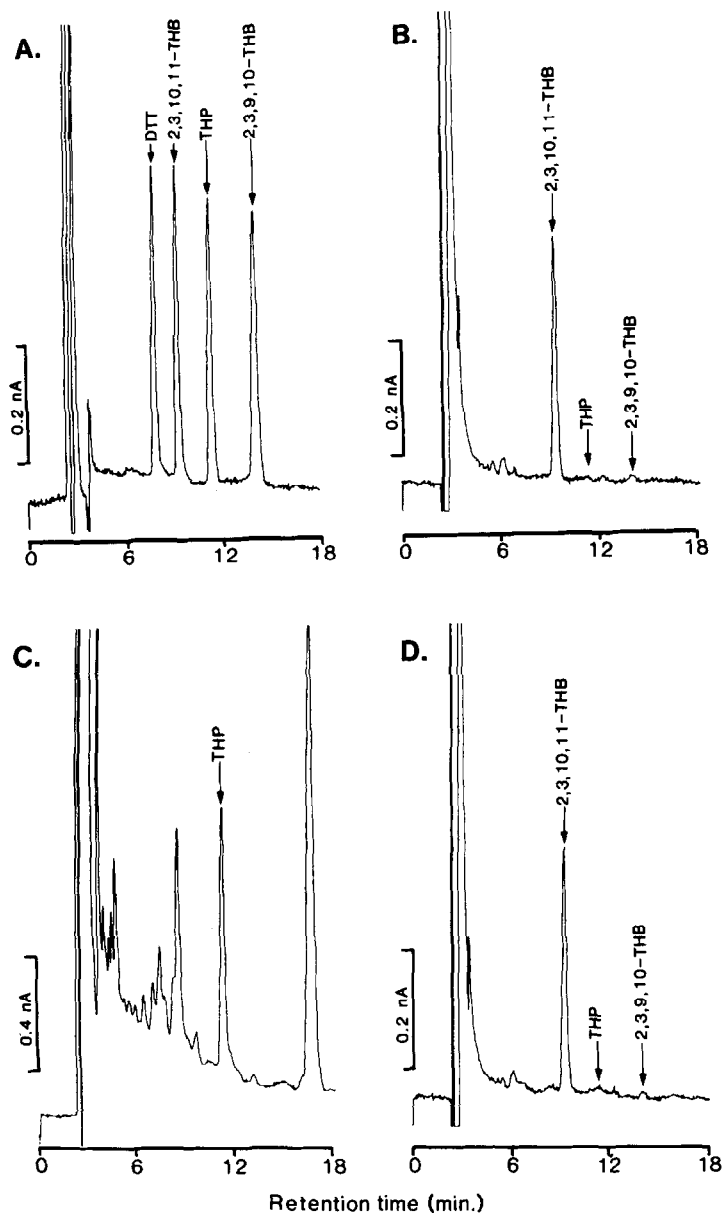 A.
DTT
2,3,10,11-THB
THP
2,3,9,10-THB
0.2 nA
0 6 12 18
B.
2,3,10,11-THB
THP
2,3,9,10-THB
0.2 nA
0 6 12 18
C.
THP
0.4 nA
0 6 12 18
D.
2,3,10,11-THB
THP
2,3,9,10-THB
0.2 nA
0 6 12 18
Retention time (min.)